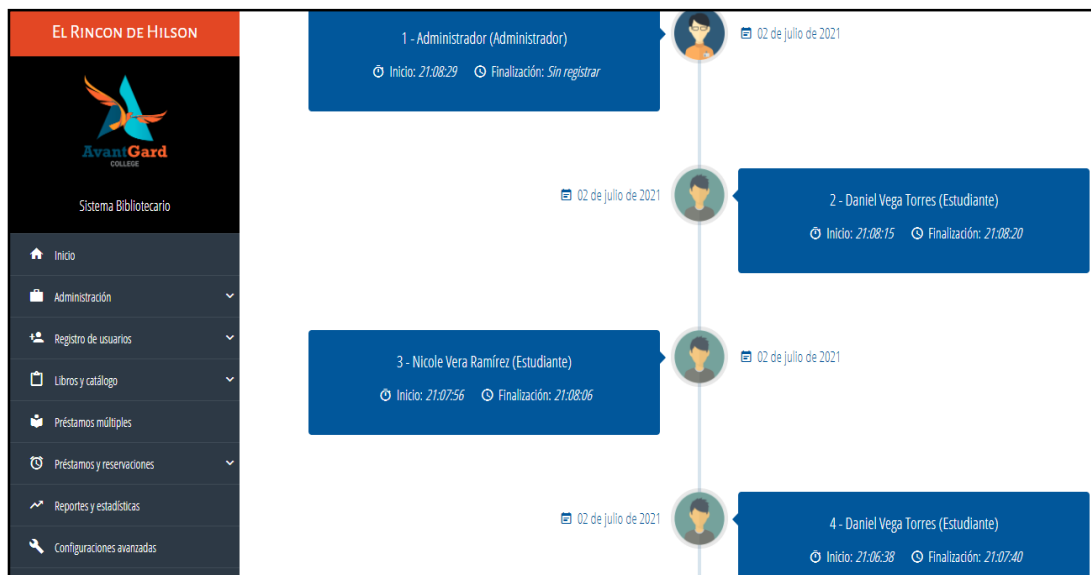 EL RINCON DE HILSON
AvantGard
COLLEGE
Sistema Bibliotecario
Inicio
Administración
Registro de usuarios
Libros y catálogo
Préstamos múltiples
Préstamos y reservaciones
Reportes y estadísticas
Configuraciones avanzadas
1 - Administrador (Administrador)
Inicio: 21:08:29 Finalización: Sin registrar
02 de julio de 2021
02 de julio de 2021
2 - Daniel Vega Torres (Estudiante)
Inicio: 21:08:15 Finalización: 21:08:20
3 - Nicole Vera Ramírez (Estudiante)
Inicio: 21:07:56 Finalización: 21:08:06
02 de julio de 2021
02 de julio de 2021
4 - Daniel Vega Torres (Estudiante)
Inicio: 21:06:38 Finalización: 21:07:40